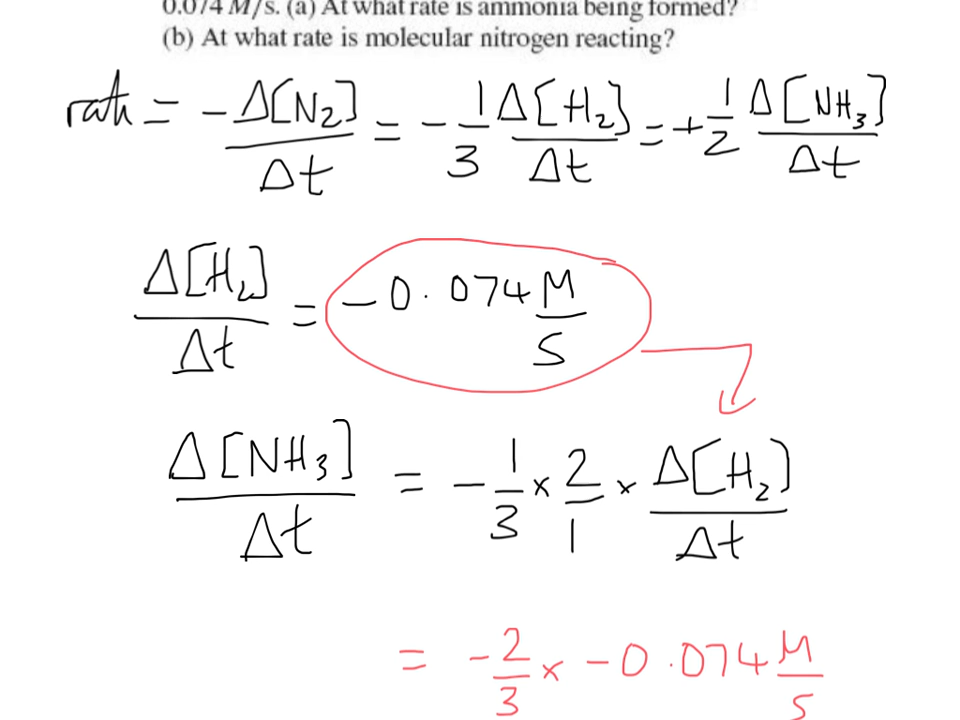 0.074 M/s. (a) At what rate is ammonia being formed?
(b) At what rate is molecular nitrogen reacting?
rate = - Δ[N₂]/Δt = - 1/3 Δ[H₂]/Δt = + 1/2 Δ[NH₃]/Δt
Δ[H₂]/Δt = -0.074 M/s
Δ[NH₃]/Δt = - 1/3 × 2/1 × Δ[H₂]/Δt
= - 2/3 × -0.074 M/s